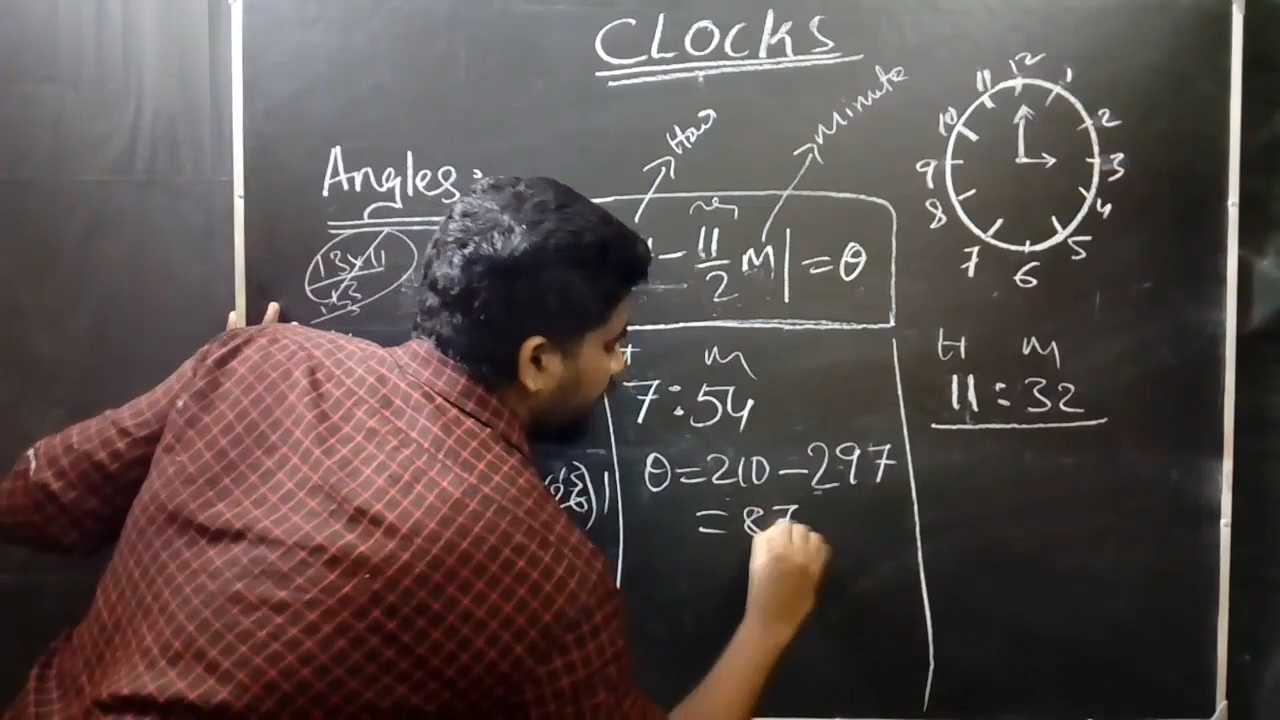 CLOCKS
Hour
Minute
Angles:
- 11/2 M| = θ
M
7:54
θ = 210 - 297
= 87
12
1
2
3
4
5
6
7
8
9
10
11
H M
11:32